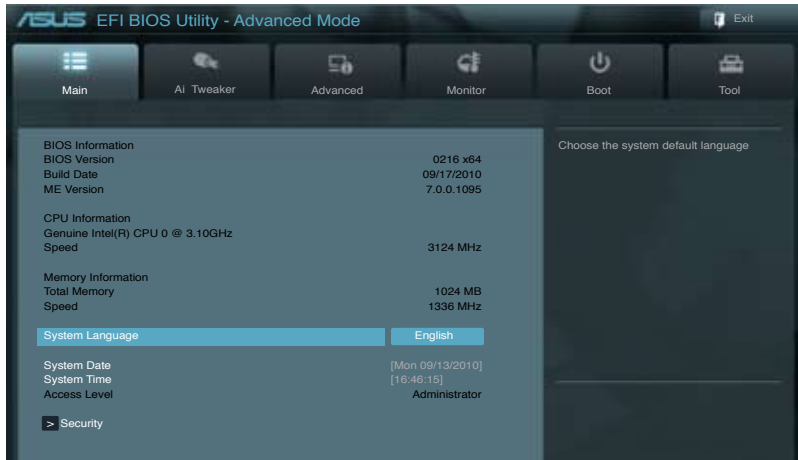 ASUS EFI BIOS Utility - Advanced Mode
Exit
Main
Ai Tweaker
Advanced
Monitor
Boot
Tool
BIOS Information
BIOS Version 0216 x64
Build Date 09/17/2010
ME Version 7.0.0.1095
CPU Information
Genuine Intel(R) CPU 0 @ 3.10GHz
Speed 3124 MHz
Memory Information
Total Memory 1024 MB
Speed 1336 MHz
System Language English
System Date [Mon 09/13/2010]
System Time [16:46:15]
Access Level Administrator
> Security
Choose the system default language